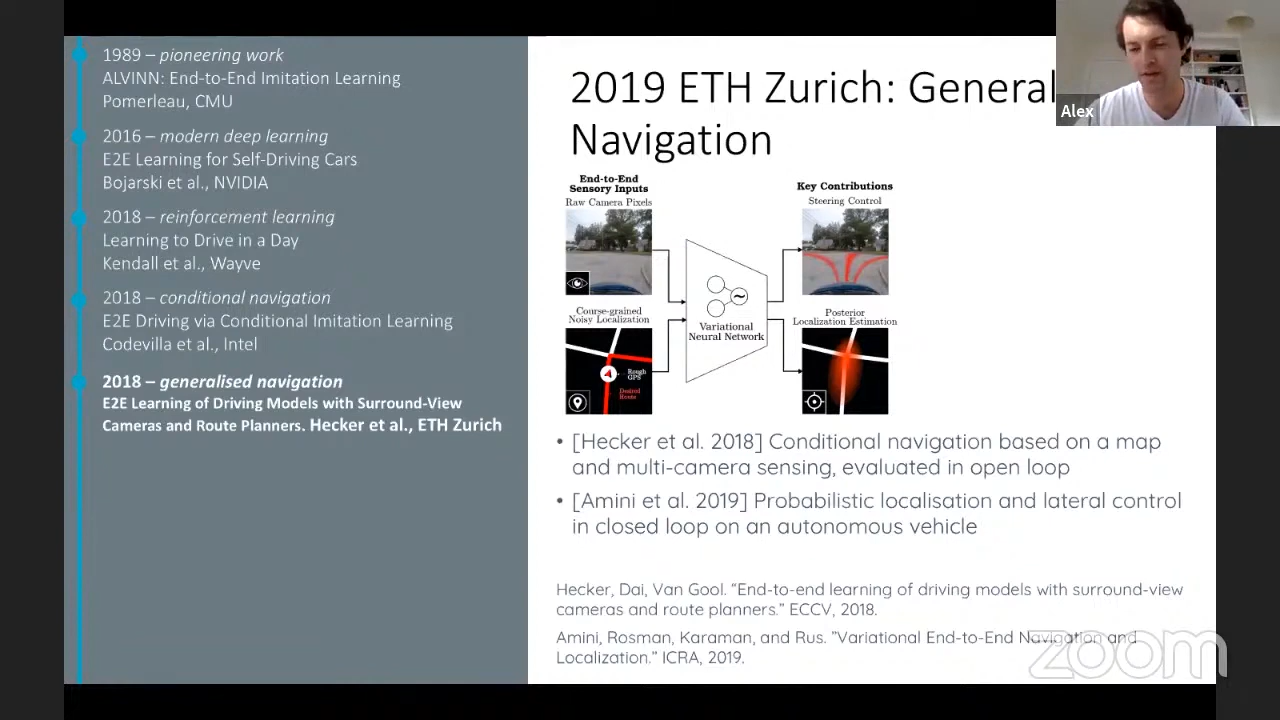 1989 – pioneering work
ALVINN: End-to-End Imitation Learning
Pomerleau, CMU
2016 – modern deep learning
E2E Learning for Self-Driving Cars
Bojarski et al., NVIDIA
2018 – reinforcement learning
Learning to Drive in a Day
Kendall et al., Wayve
2018 – conditional navigation
E2E Driving via Conditional Imitation Learning
Codevilla et al., Intel
2018 – generalised navigation
E2E Learning of Driving Models with Surround-View
Cameras and Route Planners. Hecker et al., ETH Zurich
2019 ETH Zurich: General
Navigation
End-to-End
Sensory Inputs
Raw Camera Pixels
Course-grained
Noisy Localization
Rough
GPS
Desired
Route
Variational
Neural Network
Key Contributions
Steering Control
Posterior
Localization Estimation
• [Hecker et al. 2018] Conditional navigation based on a map
and multi-camera sensing, evaluated in open loop
• [Amini et al. 2019] Probabilistic localisation and lateral control
in closed loop on an autonomous vehicle
Hecker, Dai, Van Gool. “End-to-end learning of driving models with surround-view
cameras and route planners.” ECCV, 2018.
Amini, Rosman, Karaman, and Rus. ”Variational End-to-End Navigation and
Localization.” ICRA, 2019.
Alex
zoom